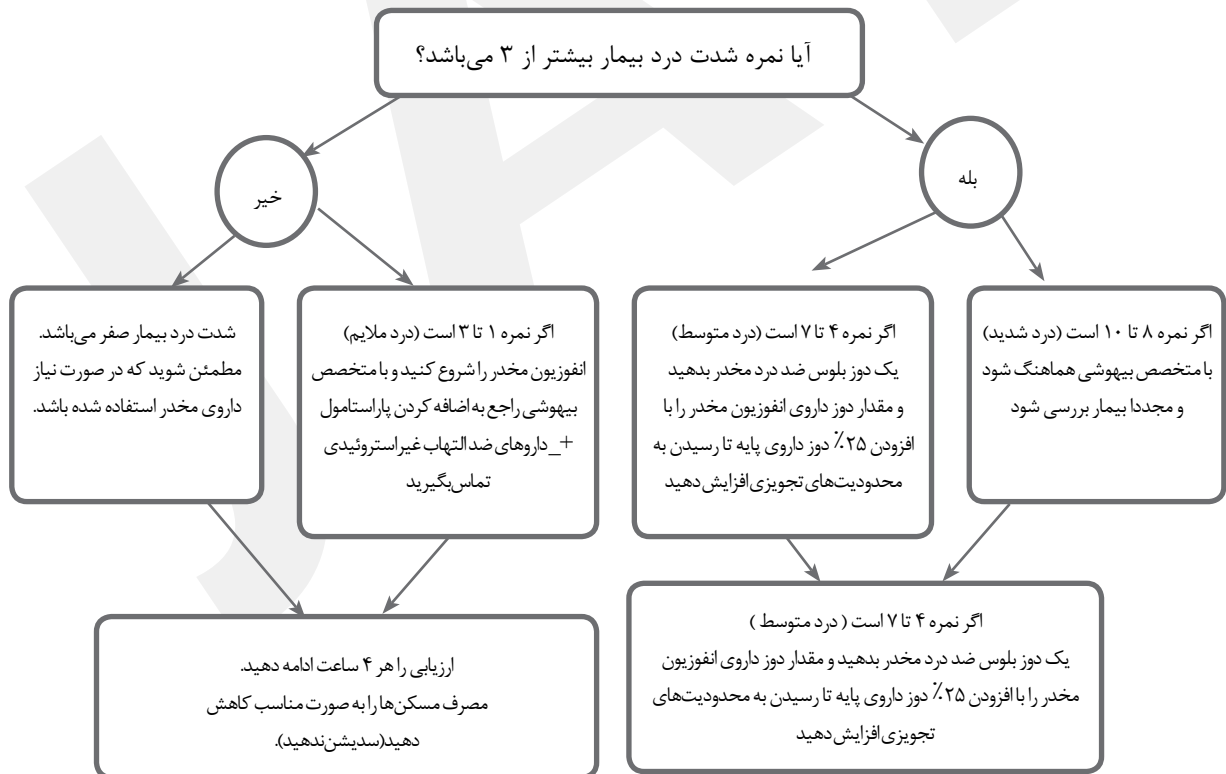 آیا نمره شدت درد بیمار بیشتر از ۳ می‌باشد؟
بله
خیر
اگر نمره ۸ تا ۱۰ است (درد شدید)
با متخصص بیهوشی هماهنگ شود
و مجددا بیمار بررسی شود
اگر نمره ۴ تا ۷ است (درد متوسط)
یک دوز بلوس ضد درد مخدر بدهید
و مقدار دوز داروی انفوزیون مخدر را با
افزودن ۲۵٪ دوز داروی پایه تا رسیدن به
محدودیت‌های تجویزی افزایش دهید
اگر نمره ۱ تا ۳ است (درد ملایم)
انفوزیون مخدر را شروع کنید و با متخصص
بیهوشی راجع به اضافه کردن پاراستامول
+_داروهای ضد التهاب غیراستروئیدی
تماس بگیرید
شدت درد بیمار صفر می‌باشد.
مطمئن شوید که در صورت نیاز
داروی مخدر استفاده شده باشد.
اگر نمره ۴ تا ۷ است ( درد متوسط )
یک دوز بلوس ضد درد مخدر بدهید و مقدار دوز داروی انفوزیون
مخدر را با افزودن ۲۵٪ دوز داروی پایه تا رسیدن به محدودیت‌های
تجویزی افزایش دهید
ارزیابی را هر ۴ ساعت ادامه دهید.
مصرف مسکن‌ها را به صورت مناسب کاهش
دهید(سدیشن ندهید).